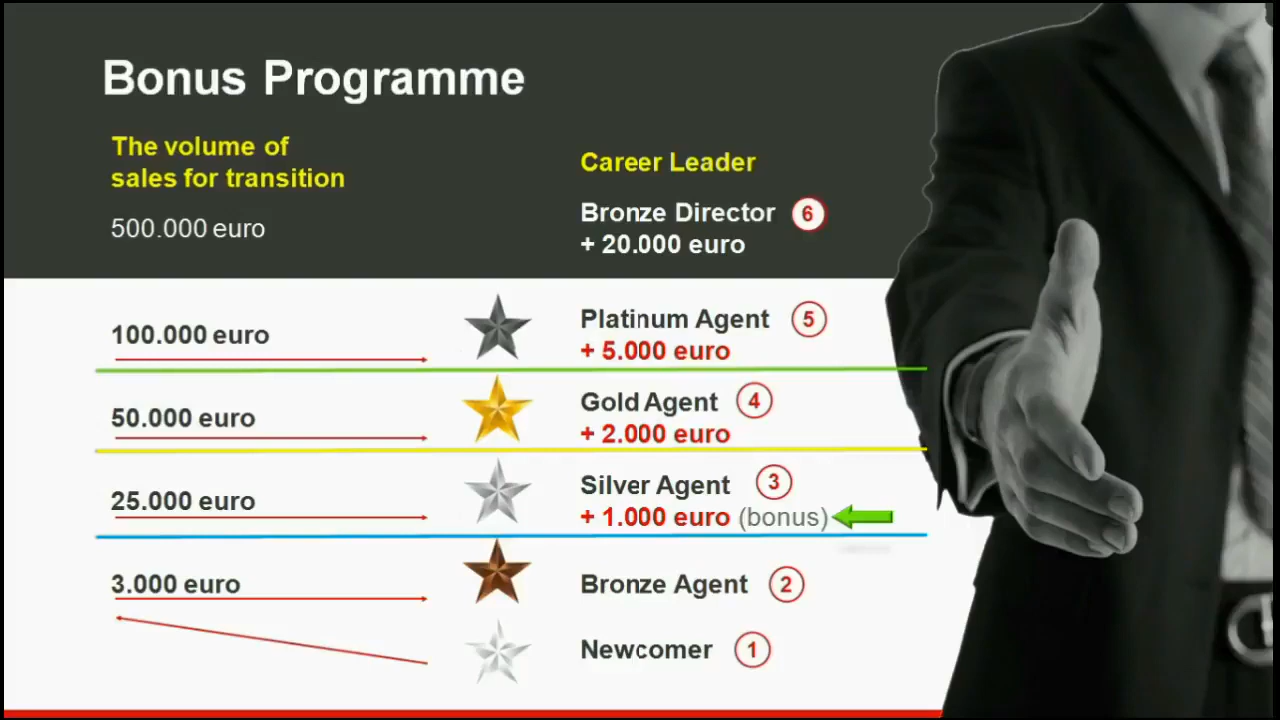 Bonus Programme
The volume of
sales for transition
Career Leader
500.000 euro
Bronze Director 6
+ 20.000 euro
100.000 euro
Platinum Agent 5
+ 5.000 euro
50.000 euro
Gold Agent 4
+ 2.000 euro
25.000 euro
Silver Agent 3
+ 1.000 euro (bonus)
3.000 euro
Bronze Agent 2
Newcomer 1